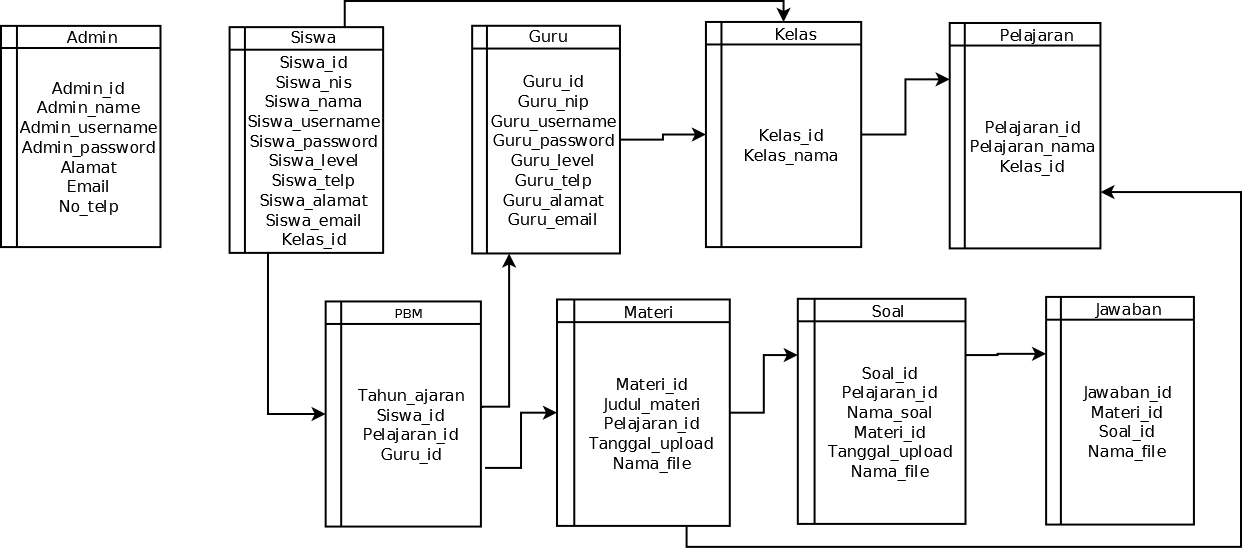 Admin
Admin_id
Admin_name
Admin_username
Admin_password
Alamat
Email
No_telp
Siswa
Siswa_id
Siswa_nis
Siswa_nama
Siswa_username
Siswa_password
Siswa_level
Siswa_telp
Siswa_alamat
Siswa_email
Kelas_id
Guru
Guru_id
Guru_nip
Guru_username
Guru_password
Guru_level
Guru_telp
Guru_alamat
Guru_email
Kelas
Kelas_id
Kelas_nama
Pelajaran
Pelajaran_id
Pelajaran_nama
Kelas_id
PBM
Tahun_ajaran
Siswa_id
Pelajaran_id
Guru_id
Materi
Materi_id
Judul_materi
Pelajaran_id
Tanggal_upload
Nama_file
Soal
Soal_id
Pelajaran_id
Nama_soal
Materi_id
Tanggal_upload
Nama_file
Jawaban
Jawaban_id
Materi_id
Soal_id
Nama_file